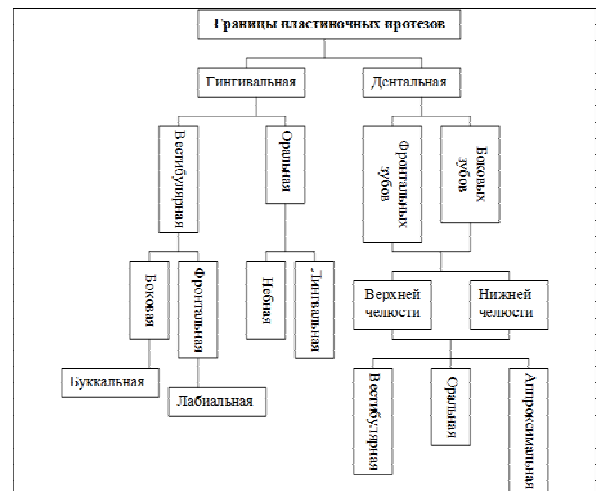 Границы пластиночных протезов
Гингивальная
Дентальная
Вестибулярная
Оральная
Фронтальных
зубов
Боковых
зубов
Боковая
Фронтальная
Небная
Лингвальная
Верхней
челюсти
Нижней
челюсти
Буккальная
Лабиальная
Вестибулярная
Оральная
Аппроксимальная